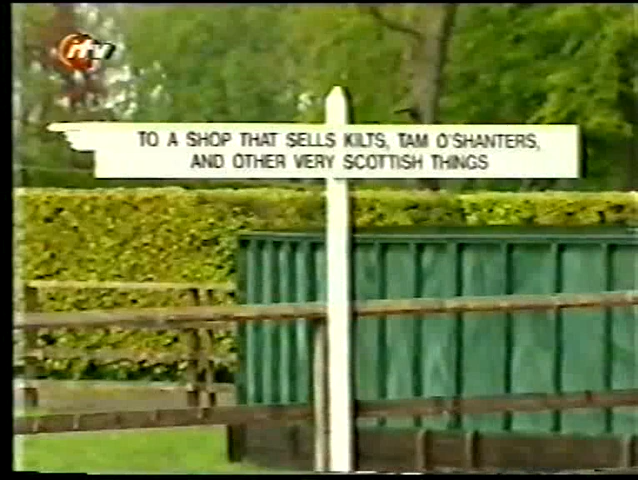 itv
TO A SHOP THAT SELLS KILTS, TAM O'SHANTERS,
AND OTHER VERY SCOTTISH THINGS